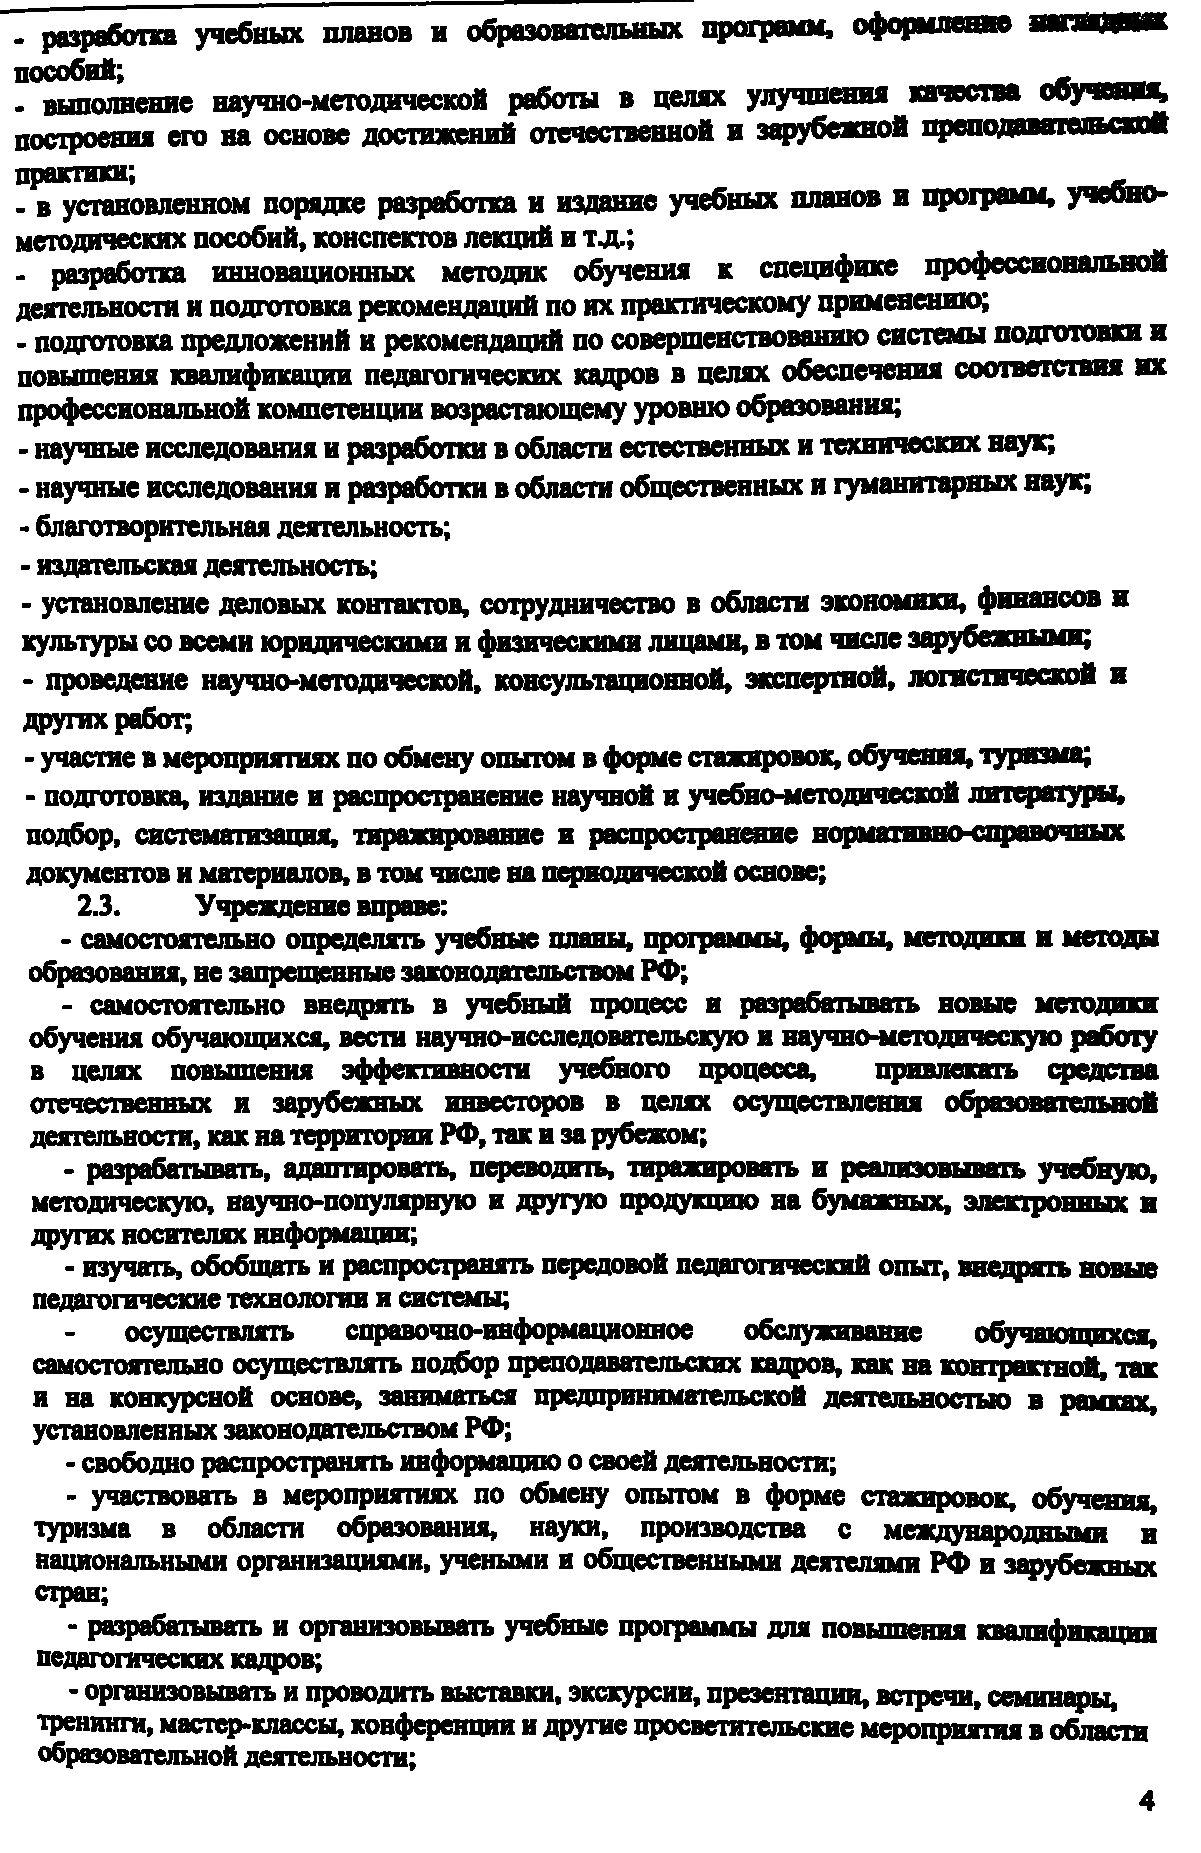 - разработка учебных планов и образовательных программ, оформление наглядных
пособий;
- выполнение научно-методической работы в целях улучшения качества обучения,
построения его на основе достижений отечественной и зарубежной преподавательской
практики;
- в установленном порядке разработка и издание учебных планов и программ, учебно-
методических пособий, конспектов лекций и т.д.;
- разработка инновационных методик обучения к специфике профессиональной
деятельности и подготовка рекомендаций по их практическому применению;
- подготовка предложений и рекомендаций по совершенствованию системы подготовки и
повышения квалификации педагогических кадров в целях обеспечения соответствия их
профессиональной компетенции возрастающему уровню образования;
- научные исследования и разработки в области естественных и технических наук;
- научные исследования и разработки в области общественных и гуманитарных наук;
- благотворительная деятельность;
- издательская деятельность;
- установление деловых контактов, сотрудничество в области экономики, финансов и
культуры со всеми юридическими и физическими лицами, в том числе зарубежными;
- проведение научно-методической, консультационной, экспертной, логистической и
других работ;
- участие в мероприятиях по обмену опытом в форме стажировок, обучения, туризма;
- подготовка, издание и распространение научной и учебно-методической литературы,
подбор, систематизация, тиражирование и распространение нормативно-справочных
документов и материалов, в том числе на периодической основе;
2.3. Учреждение вправе:
- самостоятельно определять учебные планы, программы, формы, методики и методы
образования, не запрещенные законодательством РФ;
- самостоятельно внедрять в учебный процесс и разрабатывать новые методики
обучения обучающихся, вести научно-исследовательскую и научно-методическую работу
в целях повышения эффективности учебного процесса, привлекать средства
отечественных и зарубежных инвесторов в целях осуществления образовательной
деятельности, как на территории РФ, так и за рубежом;
- разрабатывать, адаптировать, переводить, тиражировать и реализовывать учебную,
методическую, научно-популярную и другую продукцию на бумажных, электронных и
других носителях информации;
- изучать, обобщать и распространять передовой педагогический опыт, внедрять новые
педагогические технологии и системы;
- осуществлять справочно-информационное обслуживание обучающихся,
самостоятельно осуществлять подбор преподавательских кадров, как на контрактной, так
и на конкурсной основе, заниматься предпринимательской деятельностью в рамках,
установленных законодательством РФ;
- свободно распространять информацию о своей деятельности;
- участвовать в мероприятиях по обмену опытом в форме стажировок, обучения,
туризма в области образования, науки, производства с международными и
национальными организациями, учеными и общественными деятелями РФ и зарубежных
стран;
- разрабатывать и организовывать учебные программы для повышения квалификации
педагогических кадров;
- организовывать и проводить выставки, экскурсии, презентации, встречи, семинары,
тренинги, мастер-классы, конференции и другие просветительские мероприятия в области
образовательной деятельности;
4